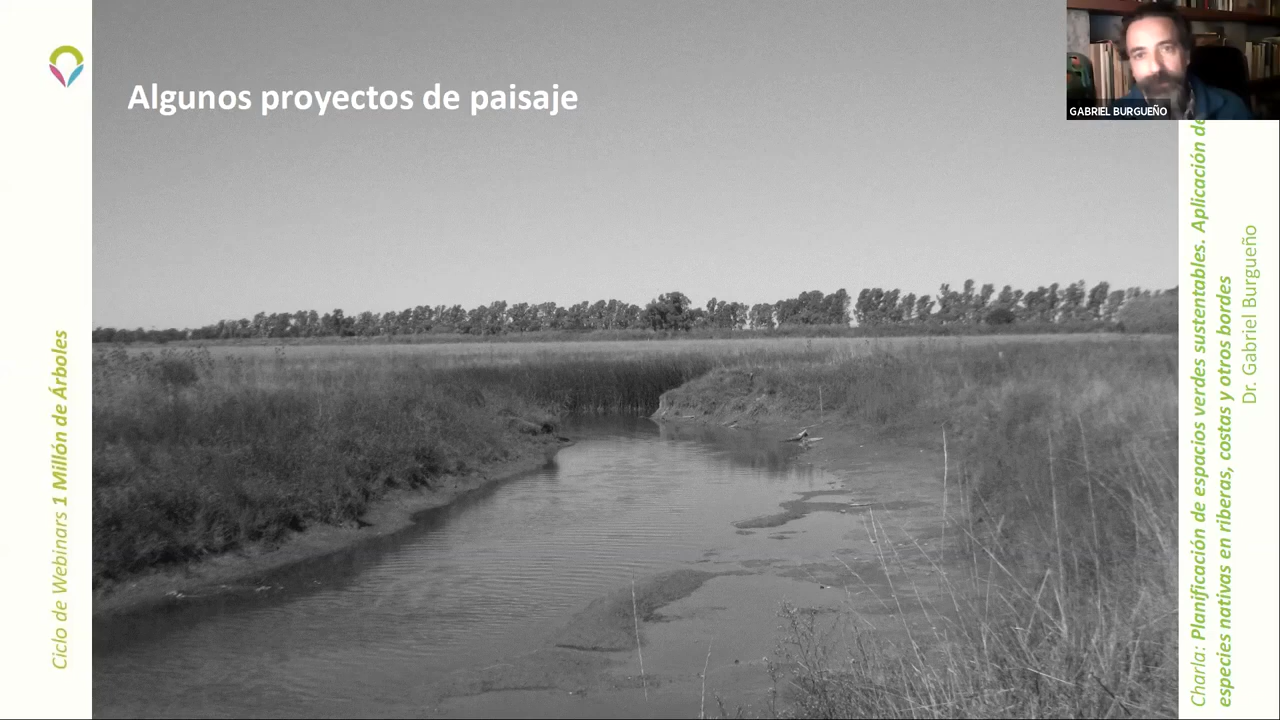 Algunos proyectos de paisaje
GABRIEL BURGUEÑO
Ciclo de Webinars 1 Millón de Árboles
Charla: Planificación de espacios verdes sustentables. Aplicación de
especies nativas en riberas, costas y otros bordes
Dr. Gabriel Burgueño